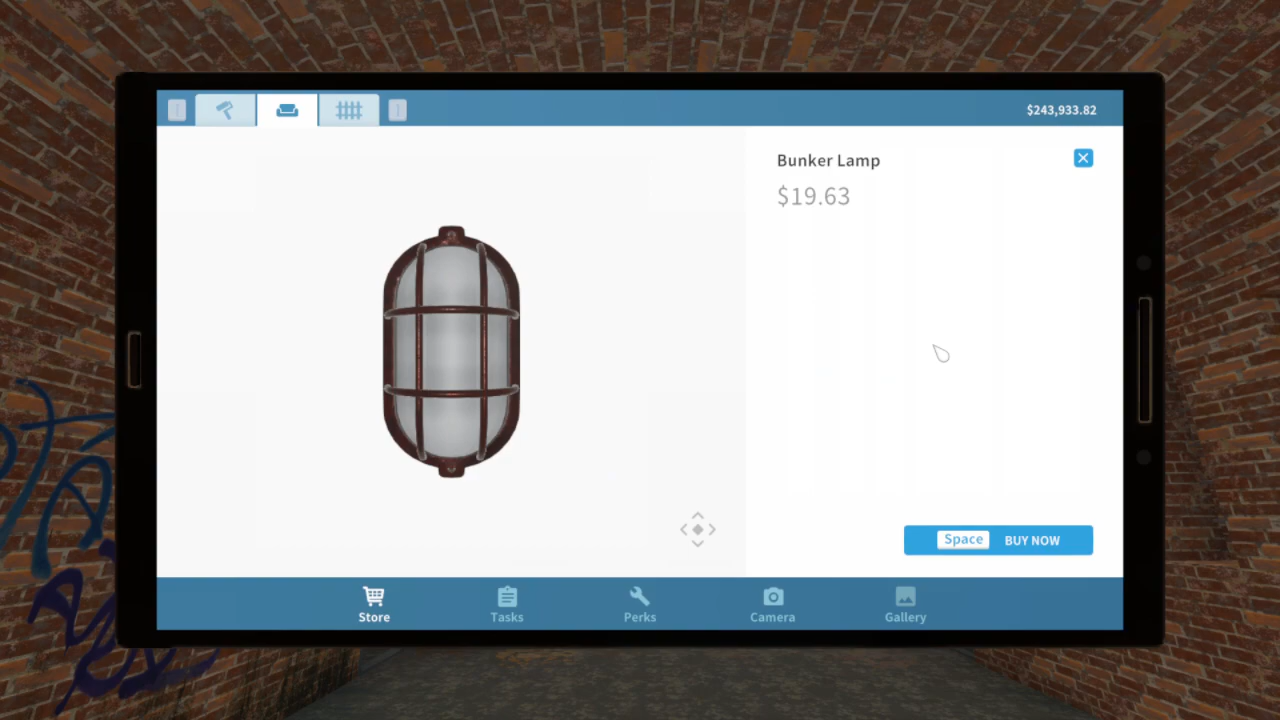 $243,933.82
Bunker Lamp
$19.63
Space BUY NOW
Store
Tasks
Perks
Camera
Gallery